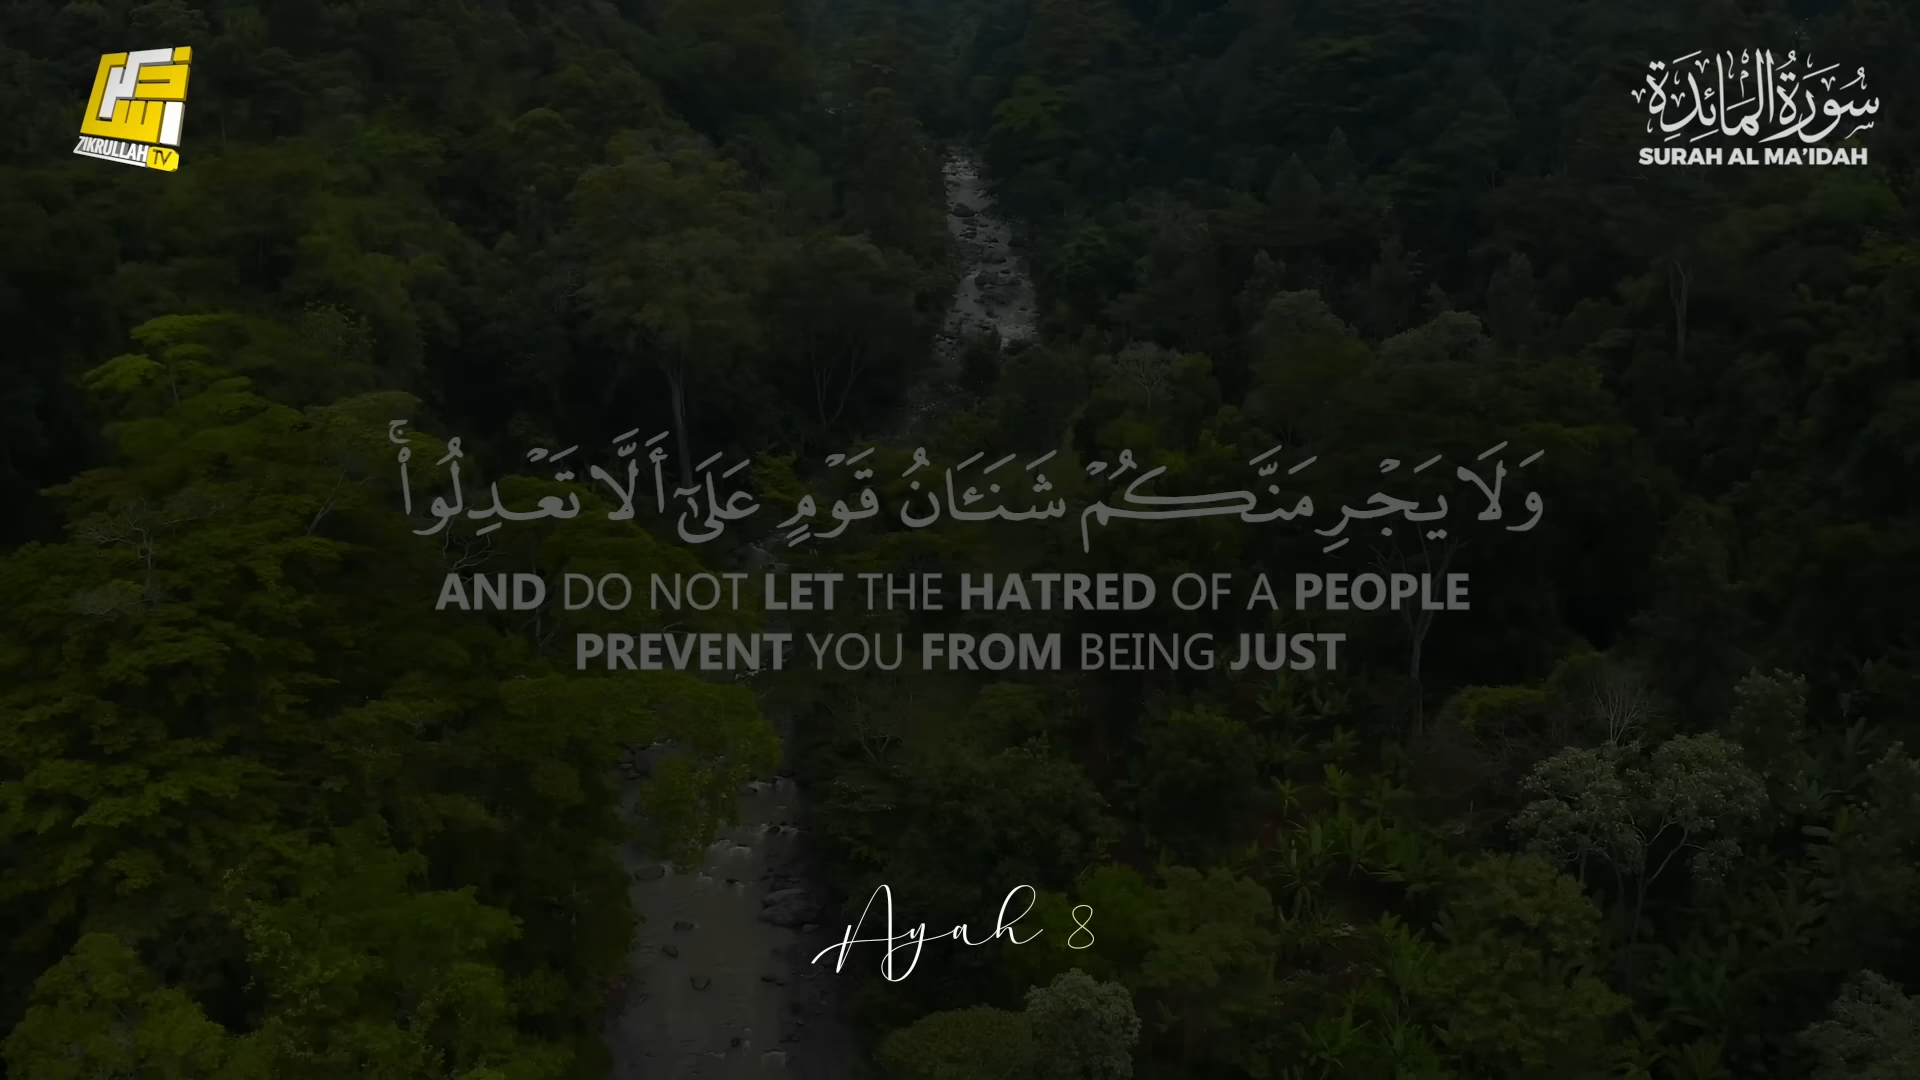 ZIKRULLAH TV
سُورَةُ المَائِدَة
SURAH AL MA'IDAH
وَلَا يَجْرِمَنَّكُمْ شَنَـَٔانُ قَوْمٍ عَلَىٰٓ أَلَّا تَعْدِلُوا۟ ۚ
AND DO NOT LET THE HATRED OF A PEOPLE
PREVENT YOU FROM BEING JUST
Ayah 8